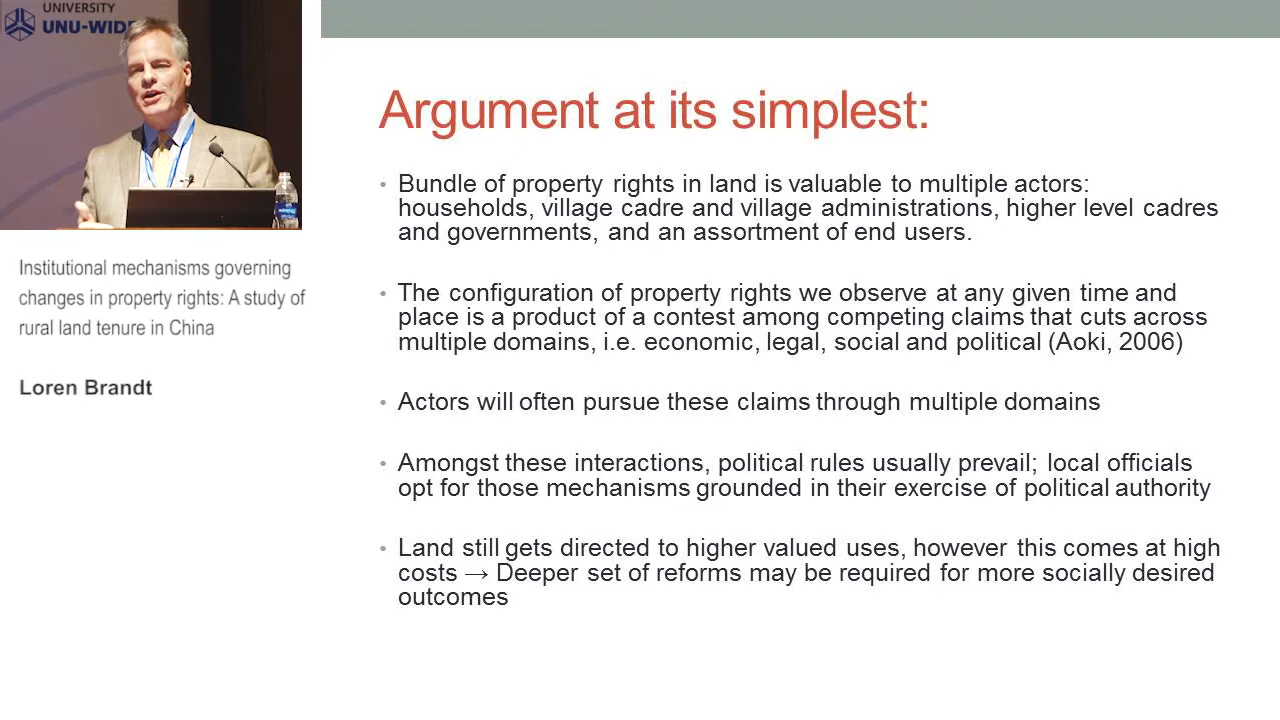 UNIVERSITY
UNU-WIDE
Institutional mechanisms governing
changes in property rights: A study of
rural land tenure in China
Loren Brandt
Argument at its simplest:
• Bundle of property rights in land is valuable to multiple actors:
households, village cadre and village administrations, higher level cadres
and governments, and an assortment of end users.
• The configuration of property rights we observe at any given time and
place is a product of a contest among competing claims that cuts across
multiple domains, i.e. economic, legal, social and political (Aoki, 2006)
• Actors will often pursue these claims through multiple domains
• Amongst these interactions, political rules usually prevail; local officials
opt for those mechanisms grounded in their exercise of political authority
• Land still gets directed to higher valued uses, however this comes at high
costs → Deeper set of reforms may be required for more socially desired
outcomes